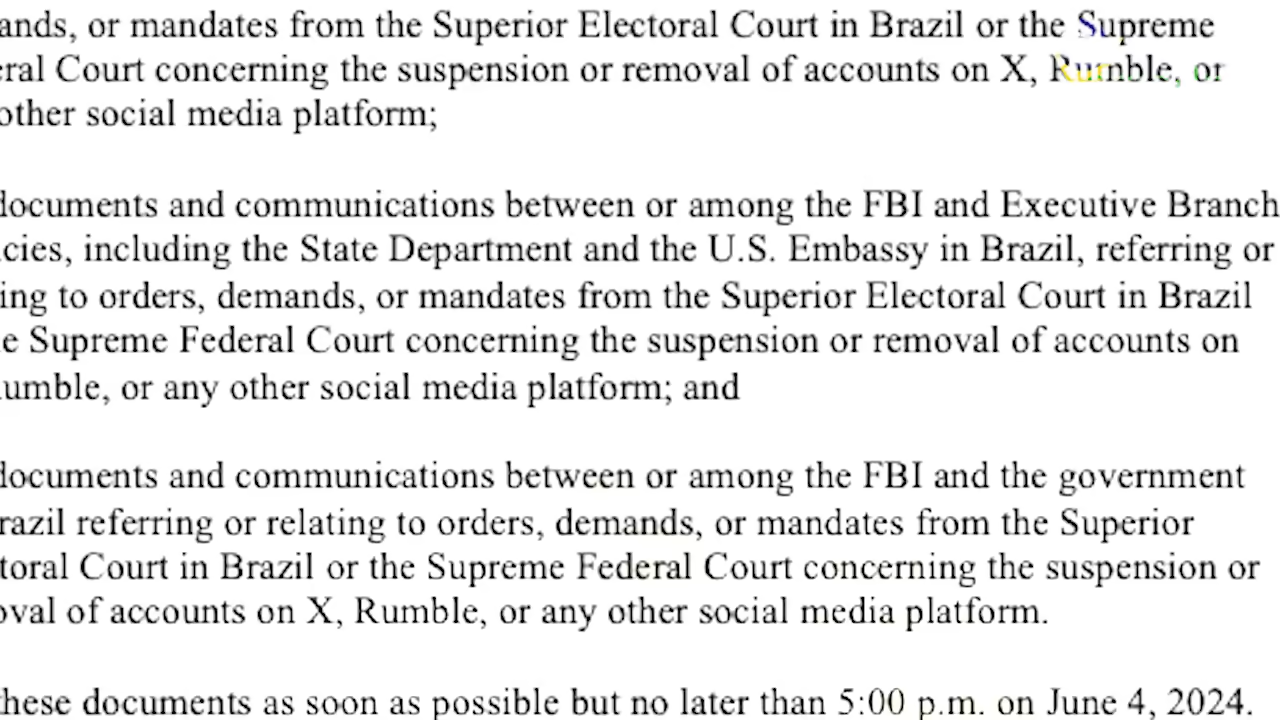 ands, or mandates from the Superior Electoral Court in Brazil or the Supreme
eral Court concerning the suspension or removal of accounts on X, Rumble, or
other social media platform;
documents and communications between or among the FBI and Executive Branch
cies, including the State Department and the U.S. Embassy in Brazil, referring or
ing to orders, demands, or mandates from the Superior Electoral Court in Brazil
e Supreme Federal Court concerning the suspension or removal of accounts on
umble, or any other social media platform; and
documents and communications between or among the FBI and the government
razil referring or relating to orders, demands, or mandates from the Superior
toral Court in Brazil or the Supreme Federal Court concerning the suspension or
oval of accounts on X, Rumble, or any other social media platform.
these documents as soon as possible but no later than 5:00 p.m. on June 4, 2024.